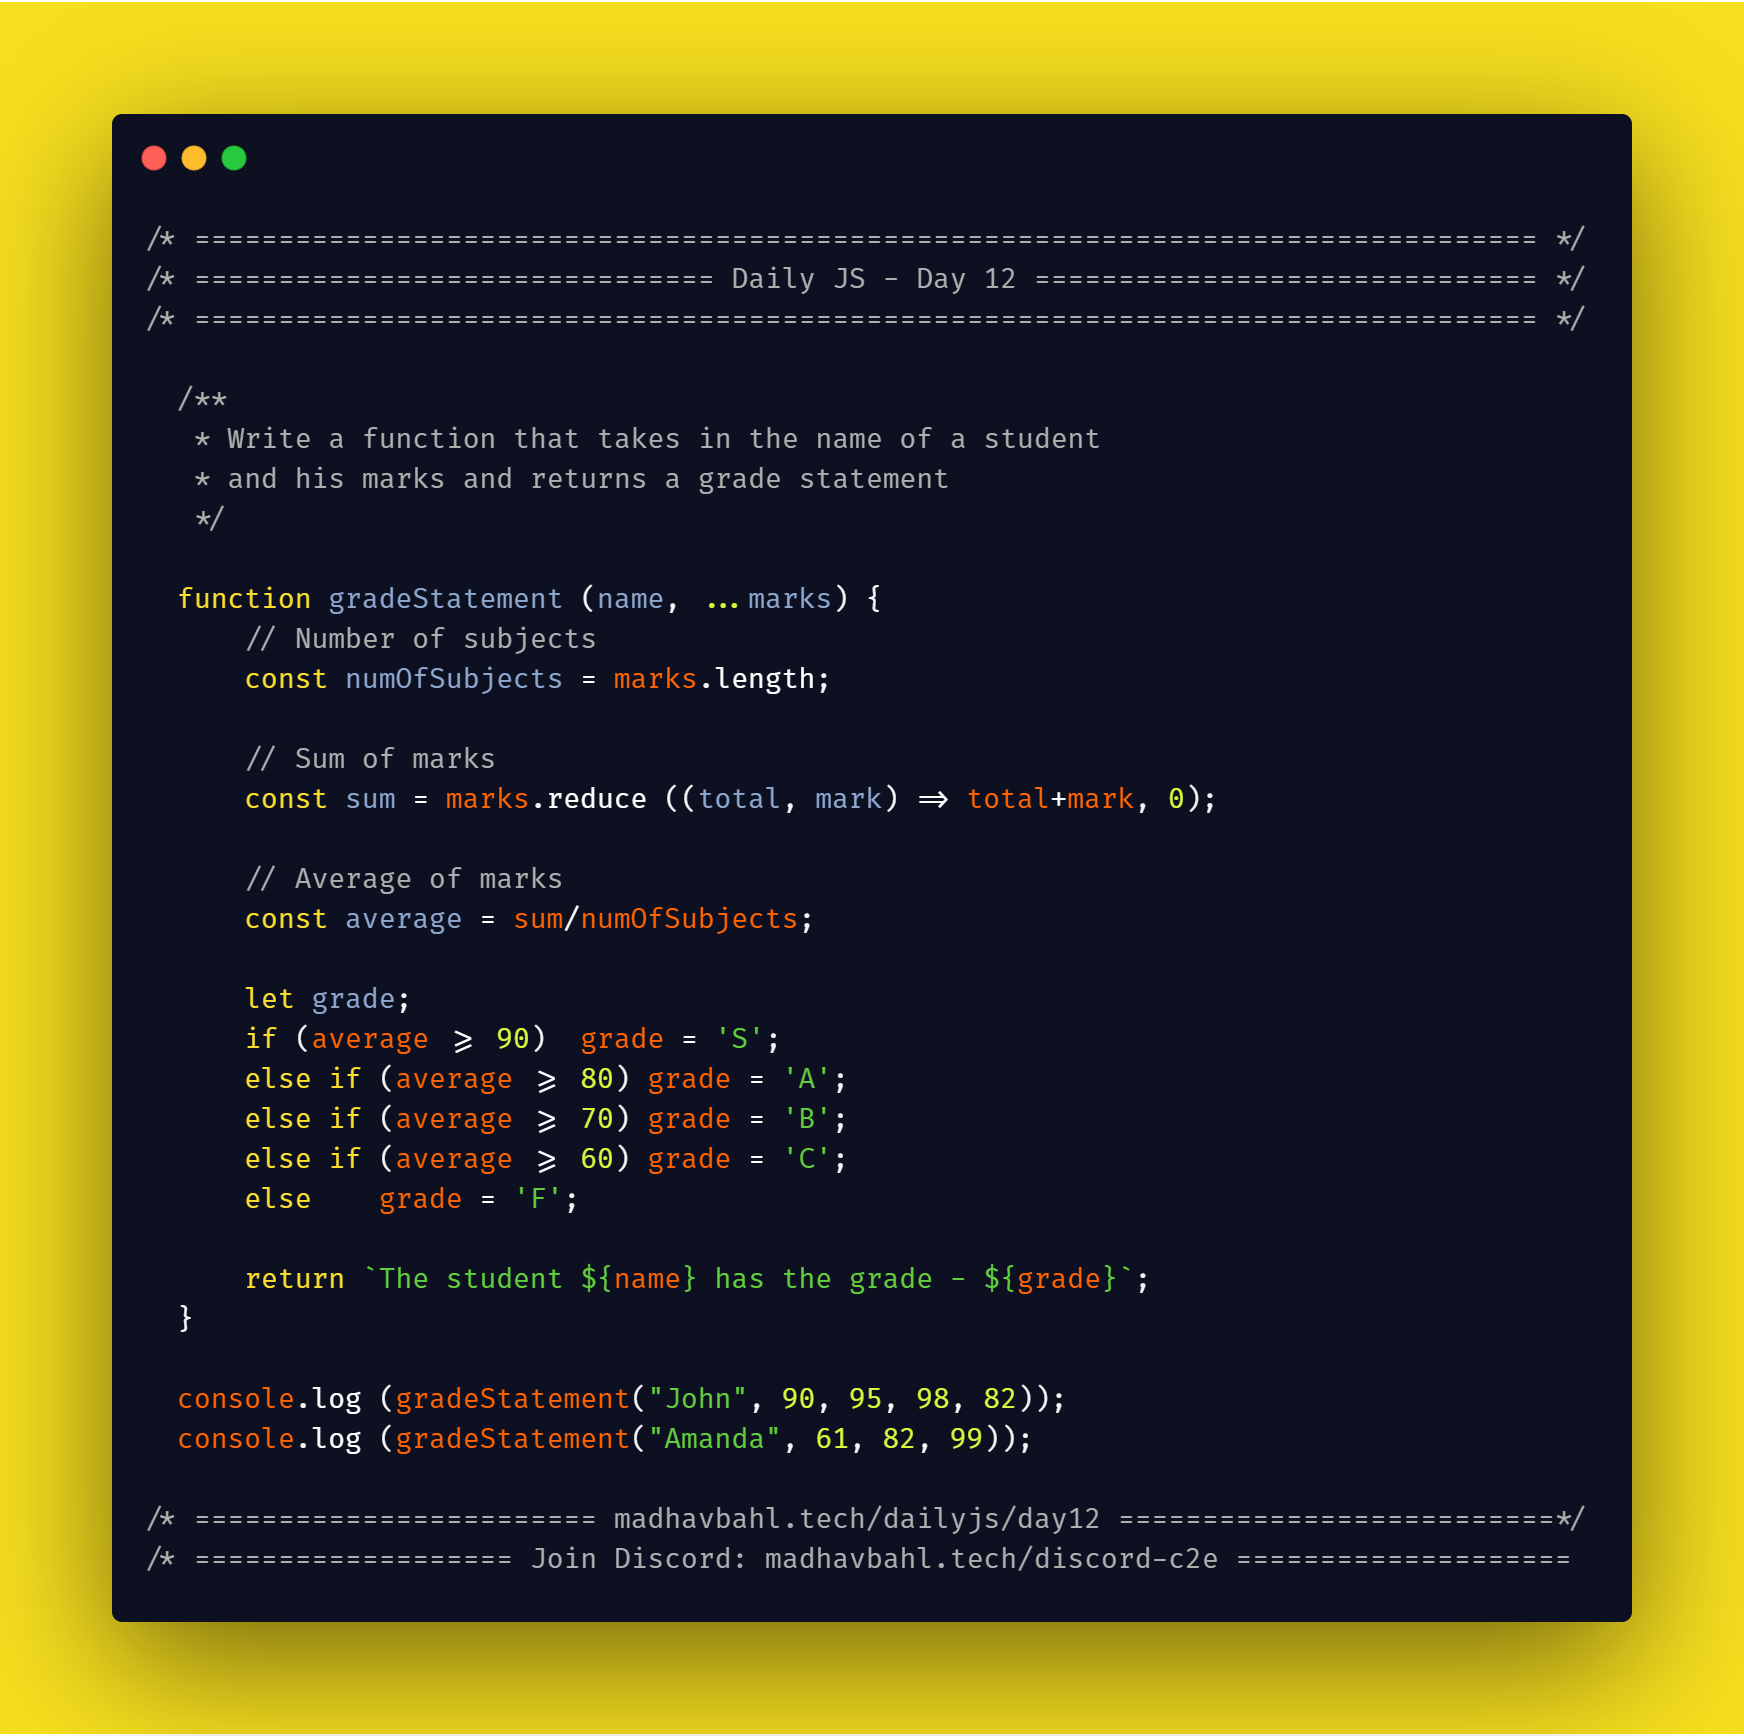 /* ================================================================================ */
/* =============================== Daily JS - Day 12 ============================== */
/* ================================================================================ */
/**
* Write a function that takes in the name of a student
* and his marks and returns a grade statement
*/
function gradeStatement (name, ...marks) {
// Number of subjects
const numOfSubjects = marks.length;
// Sum of marks
const sum = marks.reduce ((total, mark) => total+mark, 0);
// Average of marks
const average = sum/numOfSubjects;
let grade;
if (average >= 90)  grade = 'S';
else if (average >= 80) grade = 'A';
else if (average >= 70) grade = 'B';
else if (average >= 60) grade = 'C';
else    grade = 'F';
return `The student ${name} has the grade - ${grade}`;
}
console.log (gradeStatement("John", 90, 95, 98, 82));
console.log (gradeStatement("Amanda", 61, 82, 99));
/* ======================== madhavbahl.tech/dailyjs/day12 ==========================*/
/* =================== Join Discord: madhavbahl.tech/discord-c2e ====================